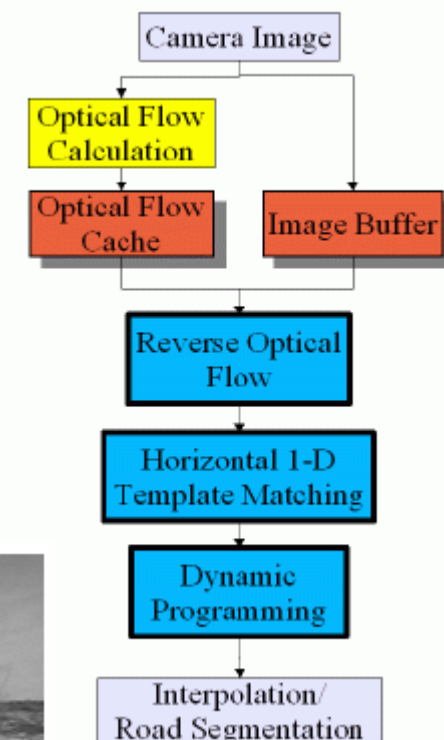 Camera Image
Optical Flow
Calculation
Optical Flow
Cache
Image Buffer
Reverse Optical
Flow
Horizontal 1-D
Template Matching
Dynamic
Programming
Interpolation/
Road Segmentation